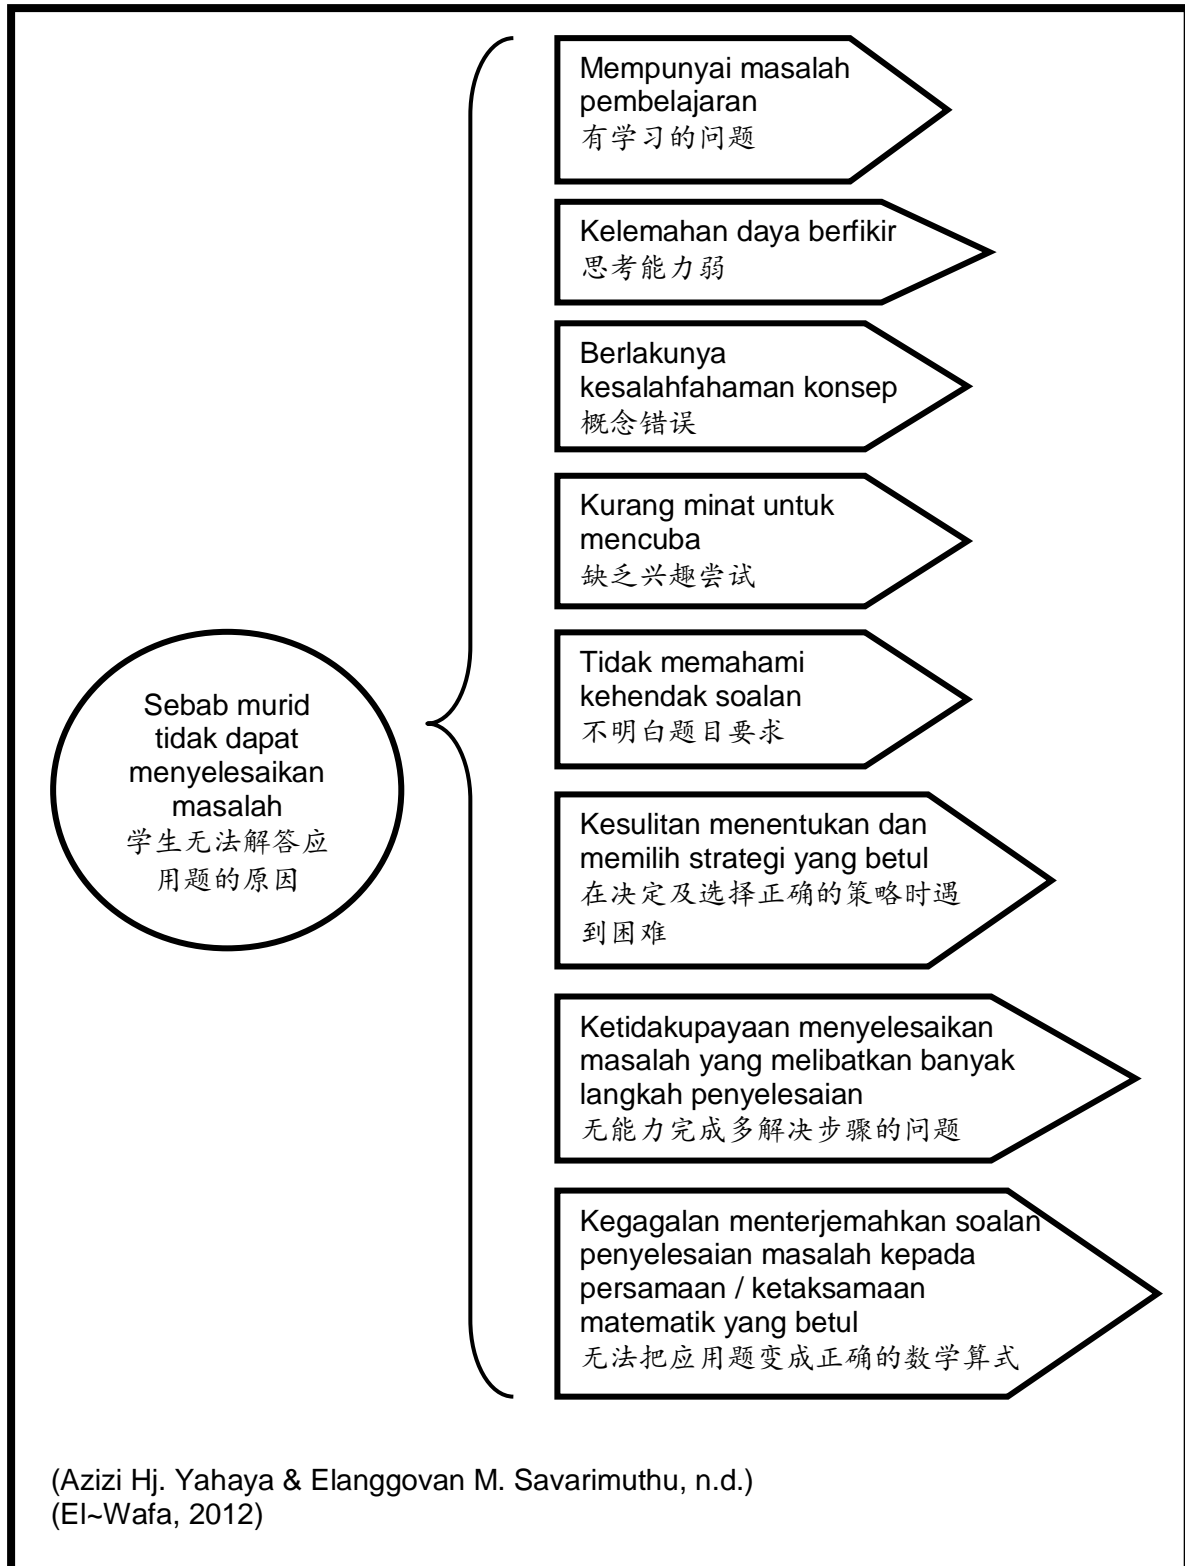 Mempunyai masalah
pembelajaran
有学习的问题
Kelemahan daya berfikir
思考能力弱
Berlakunya
kesalahfahaman konsep
概念错误
Kurang minat untuk
mencuba
缺乏兴趣尝试
Tidak memahami
kehendak soalan
不明白题目要求
Sebab murid
tidak dapat
menyelesaikan
masalah
学生无法解答应
用题的原因
Kesulitan menentukan dan
memilih strategi yang betul
在决定及选择正确的策略时遇
到困难
Ketidakupayaan menyelesaikan
masalah yang melibatkan banyak
langkah penyelesaian
无能力完成多解决步骤的问题
Kegagalan menterjemahkan soalan
penyelesaian masalah kepada
persamaan / ketaksamaan
matematik yang betul
无法把应用题变成正确的数学算式
(Azizi Hj. Yahaya & Elanggovan M. Savarimuthu, n.d.)
(El~Wafa, 2012)